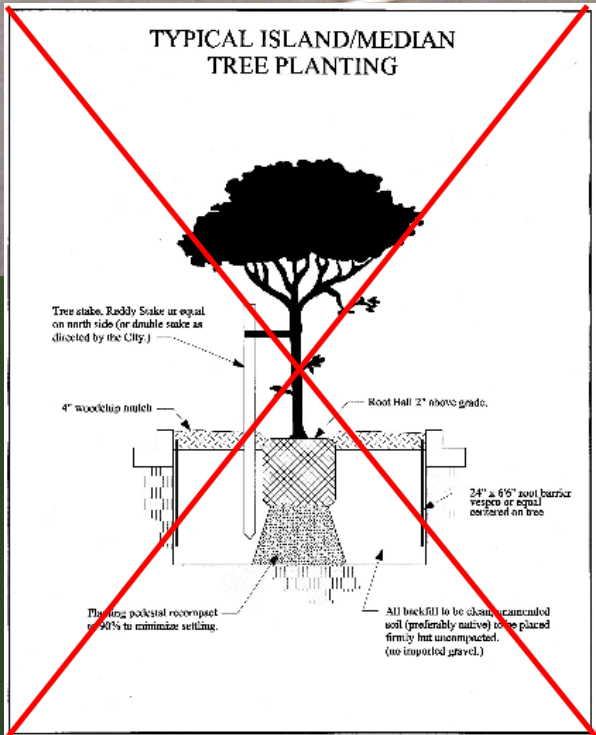 TYPICAL ISLAND/MEDIAN
TREE PLANTING
Tree stake, Reddy Stake or equal
on north side (or double stake as
directed by the City.)
4" woodchip mulch
Root Ball 2" above grade.
24" x 6'6" root barrier
vespro or equal
centered on tree
Planting pedestal recompact
to 90% to minimize settling.
All backfill to be clean, unamended
soil (preferably native) to be placed
firmly but uncompacted.
(no imported gravel.)